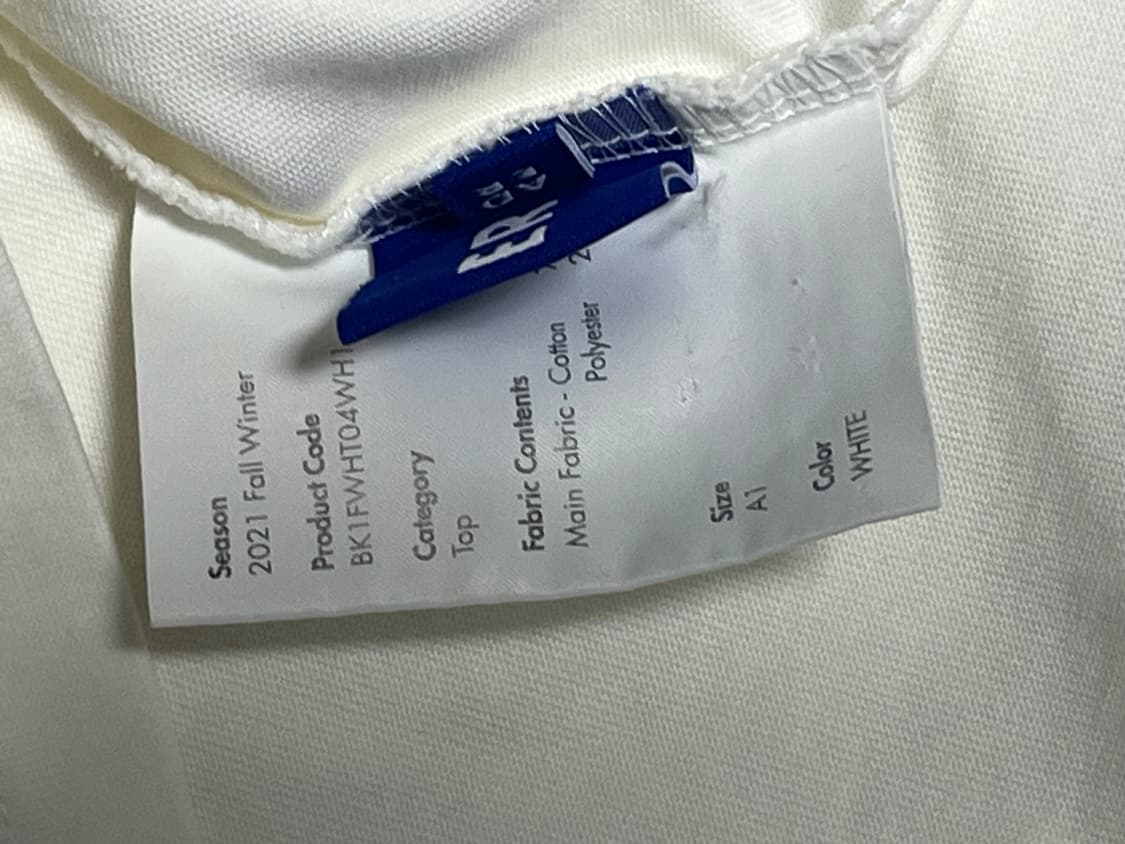 Season
2021 Fall Winter
Product Code
BK1FWHT04WH1
Category
Top
Fabric Contents
Main Fabric - Cotton
Polyester
Size
A1
Color
WHITE
ER